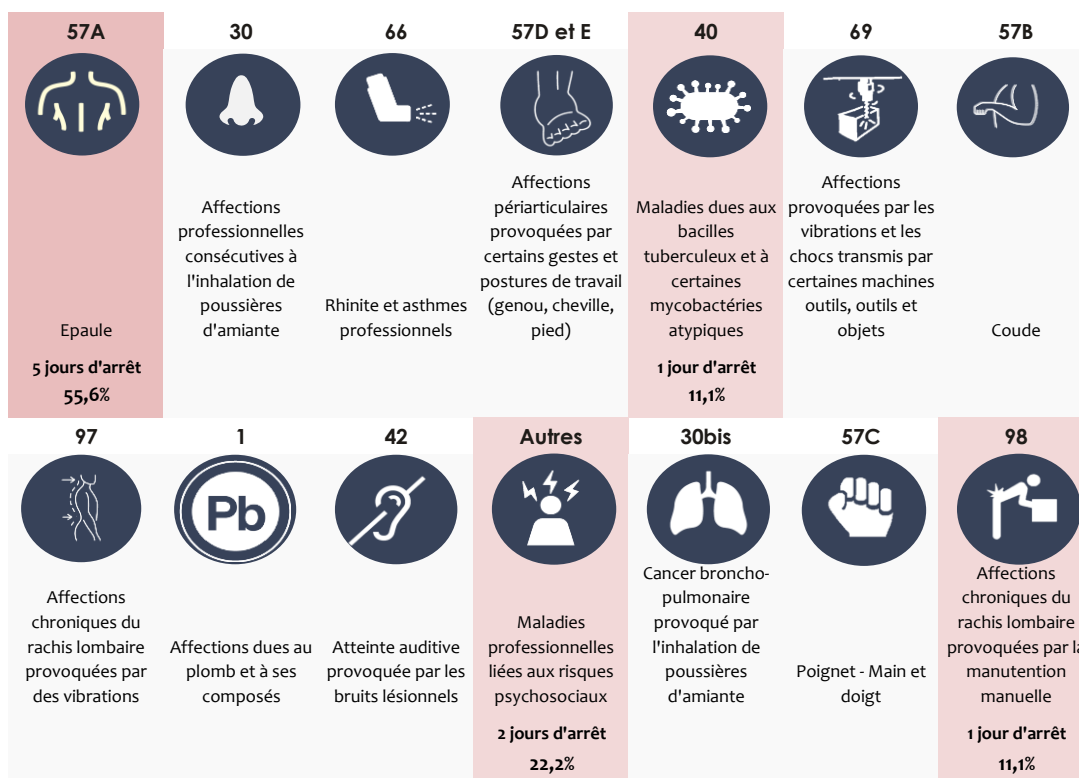 57A
30
66
57D et E
40
69
57B
Epaule
5 jours d'arrêt
55,6%
Affections
professionnelles
consécutives à
l'inhalation de
poussières
d'amiante
Rhinite et asthmes
professionnels
Affections
périarticulaires
provoquées par
certains gestes et
postures de travail
(genou, cheville,
pied)
Maladies dues aux
bacilles
tuberculeux et à
certaines
mycobactéries
atypiques
1 jour d'arrêt
11,1%
Affections
provoquées par les
vibrations et les
chocs transmis par
certaines machines
outils, outils et
objets
Coude
97
1
42
Autres
30bis
57C
98
Affections
chroniques du
rachis lombaire
provoquées par
des vibrations
Pb
Affections dues au
plomb et à ses
composés
Atteinte auditive
provoquée par les
bruits lésionnels
Maladies
professionnelles
liées aux risques
psychosociaux
2 jours d'arrêt
22,2%
Cancer broncho-
pulmonaire
provoqué par
l'inhalation de
poussières
d'amiante
Poignet - Main et
doigt
Affections
chroniques du
rachis lombaire
provoquées par la
manutention
manuelle
1 jour d'arrêt
11,1%